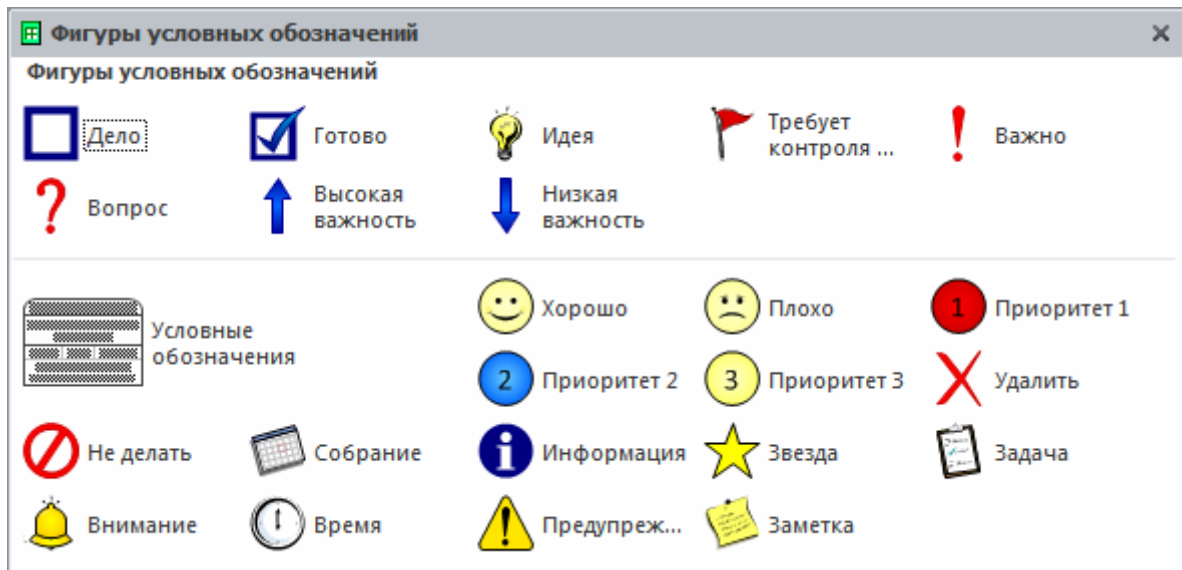 Фигуры условных обозначений
Фигуры условных обозначений
Дело
Готово
Идея
Требует
контроля ...
Важно
Вопрос
Высокая
важность
Низкая
важность
Условные
обозначения
Хорошо
Плохо
1
Приоритет 1
2
Приоритет 2
3
Приоритет 3
Удалить
Не делать
Собрание
Информация
Звезда
Задача
Внимание
Время
Предупреж...
Заметка